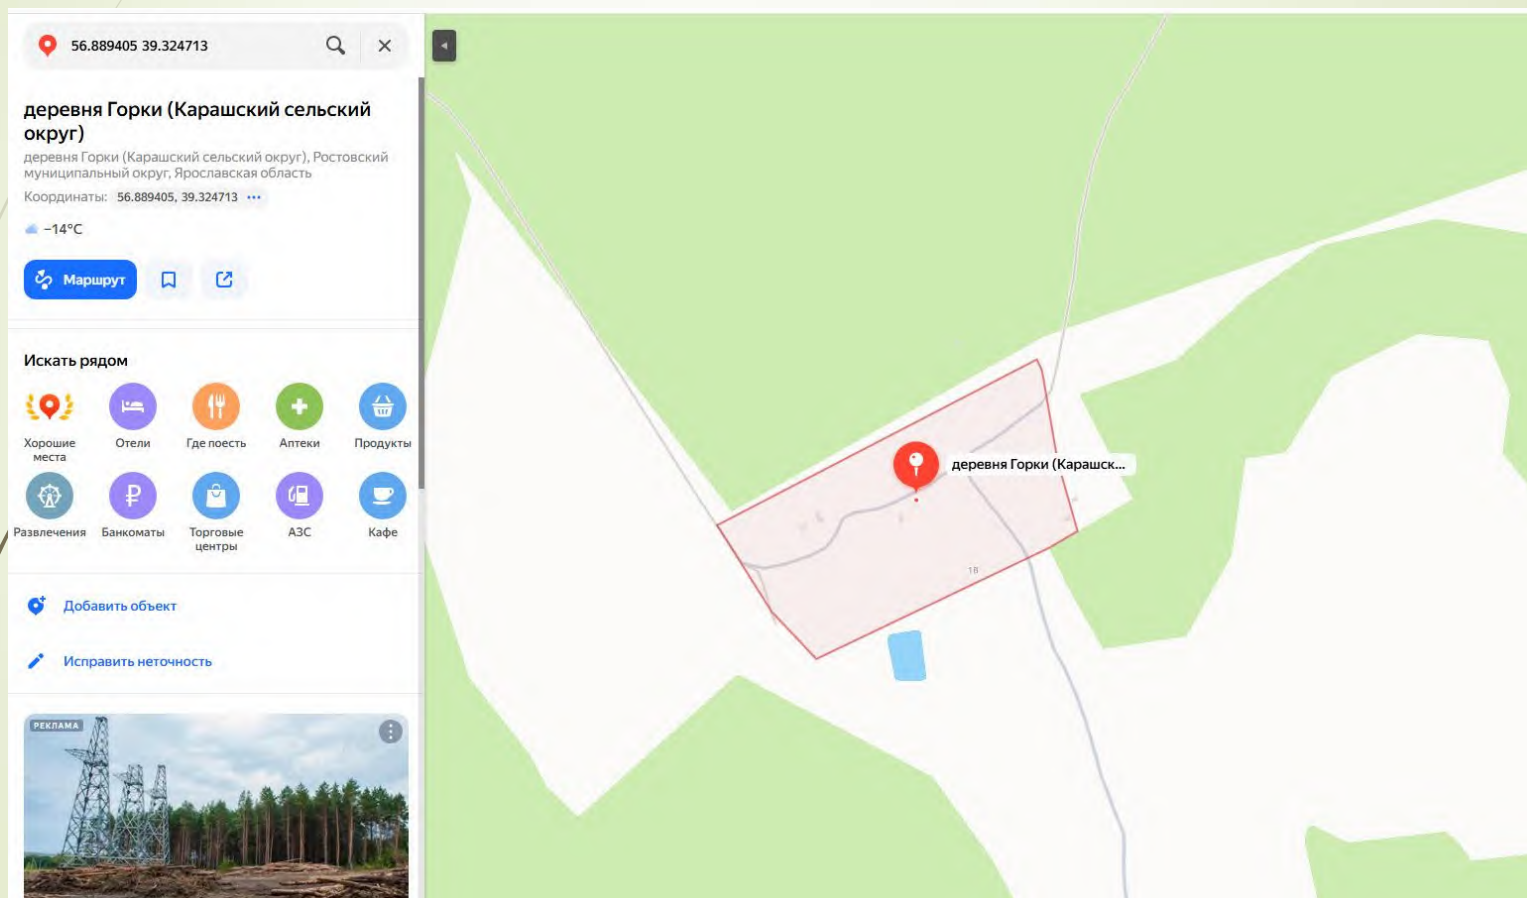 56.889405 39.324713
деревня Горки (Карашский сельский
округ)
деревня Горки (Карашский сельский округ), Ростовский
муниципальный округ, Ярославская область
Координаты: 56.889405, 39.324713 •••
−14°C
Маршрут
Искать рядом
Хорошие
места
Отели
Где поесть
Аптеки
Продукты
Развлечения
Банкоматы
Торговые
центры
АЗС
Кафе
Добавить объект
Исправить неточность
РЕКЛАМА
деревня Горки (Карашск...